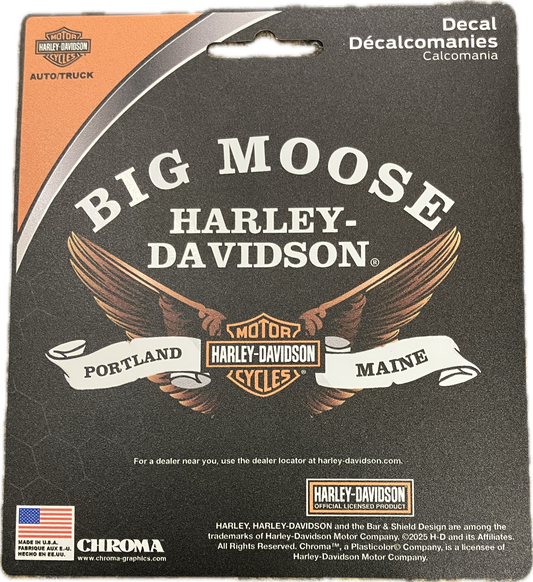 MOTOR
HARLEY-DAVIDSON
CYCLES
AUTO/TRUCK
Decal
Décalcomanies
Calcomania
BIG MOOSE
HARLEY-
DAVIDSON®
PORTLAND
MOTOR
HARLEY-DAVIDSON
CYCLES®
MAINE
For a dealer near you, use the dealer locator at harley-davidson.com.
HARLEY-DAVIDSON
OFFICIAL LICENSED PRODUCT
MADE IN U.S.A.
FABRIQUE AUX É.-U.
HECHO EN EE.UU.
CHROMA™
www.chroma-graphics.com
HARLEY, HARLEY-DAVIDSON and the Bar & Shield Design are among the
trademarks of Harley-Davidson Motor Company. ©2025 H-D and its Affiliates.
All Rights Reserved. Chroma™, a Plasticolor® Company, is a licensee of
Harley-Davidson Motor Company.